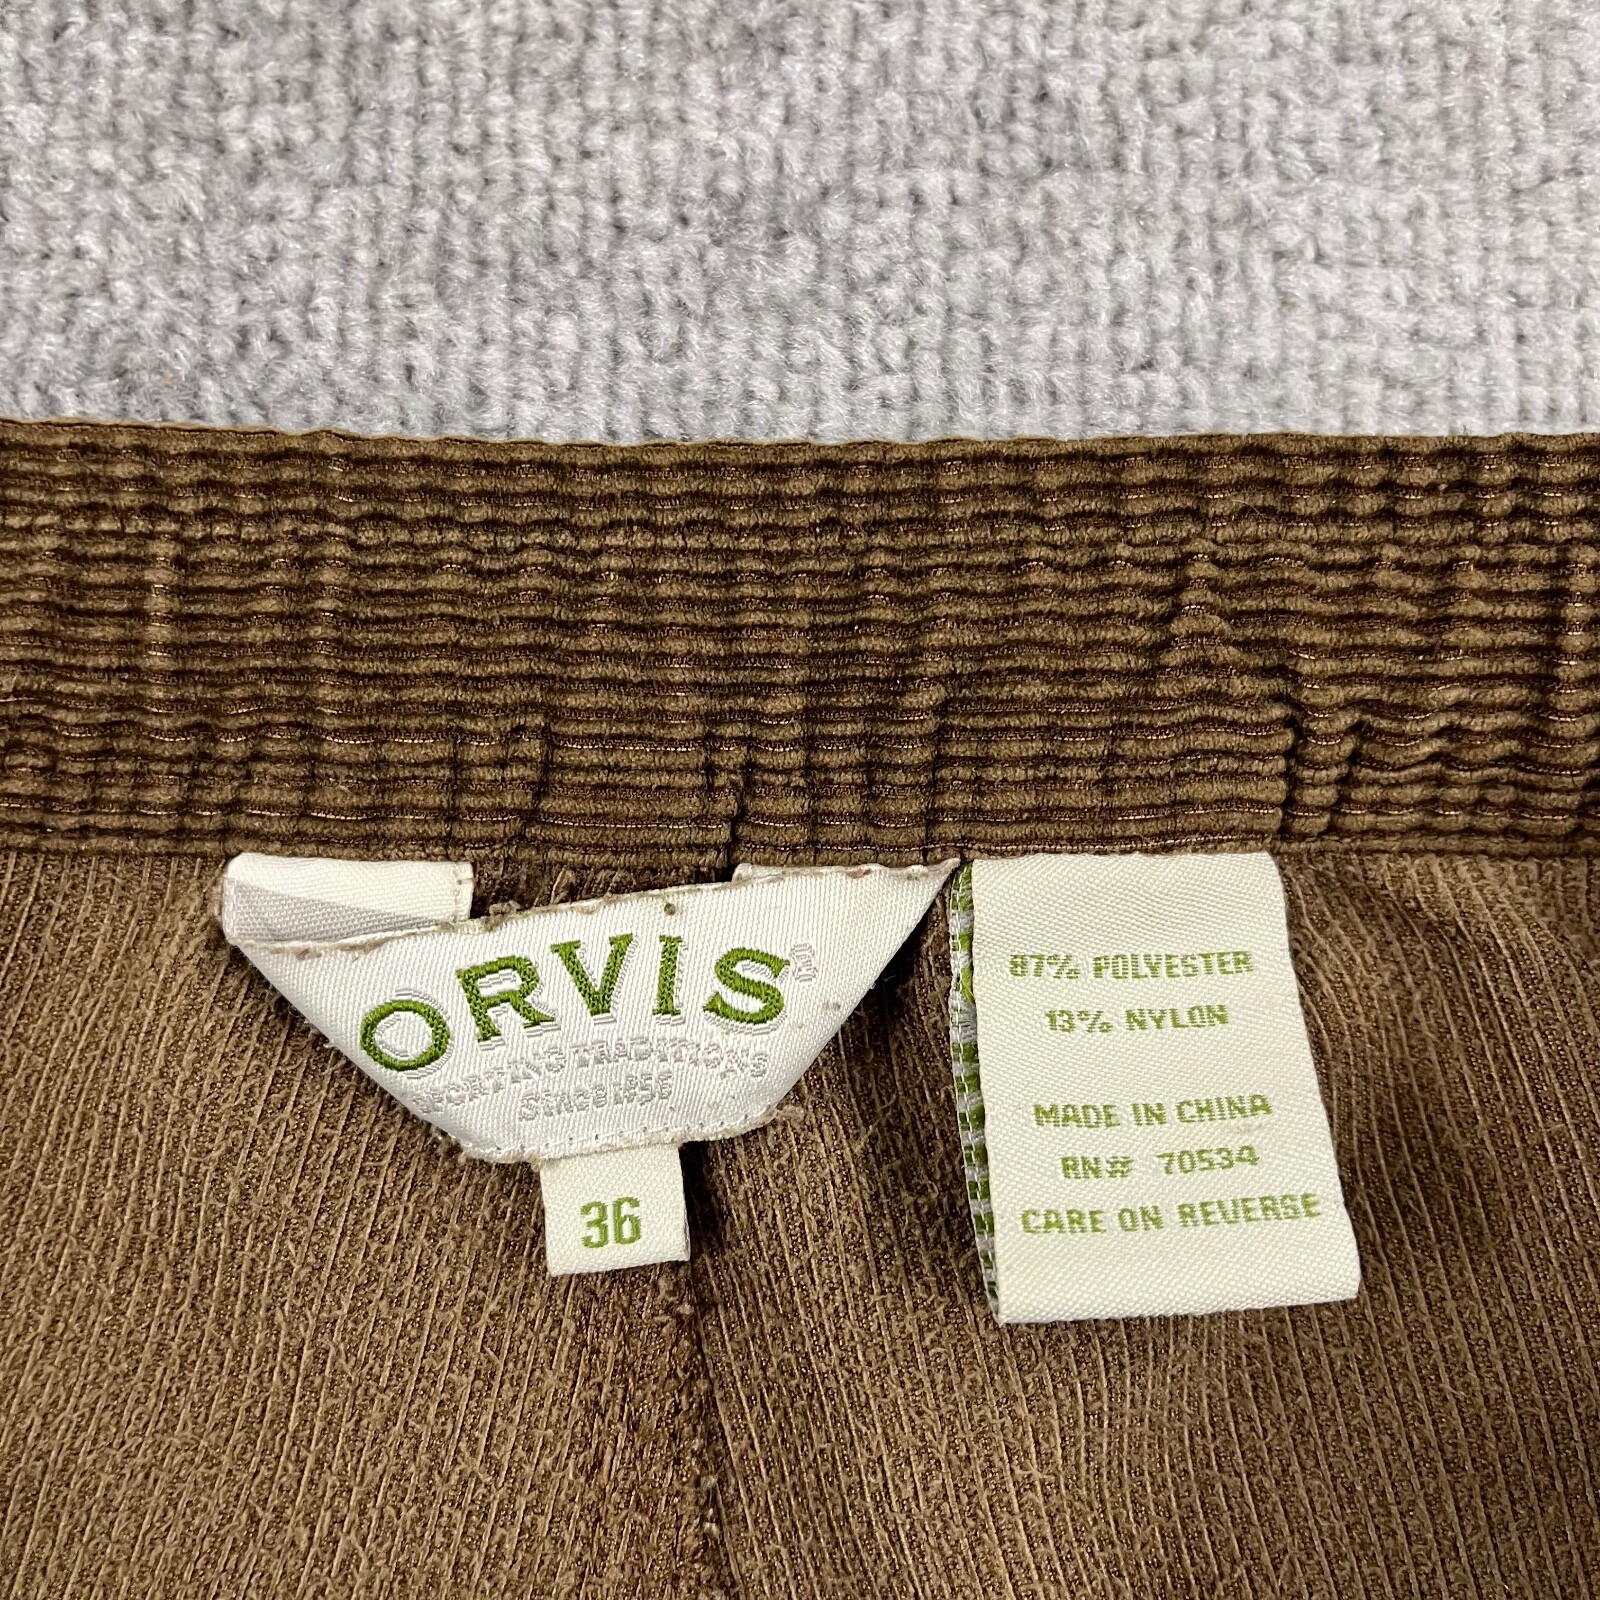 ORVIS®
SPORTING TRADITIONS
SINCE 1856
36
87% POLYESTER
13% NYLON
MADE IN CHINA
RN# 70534
CARE ON REVERSE